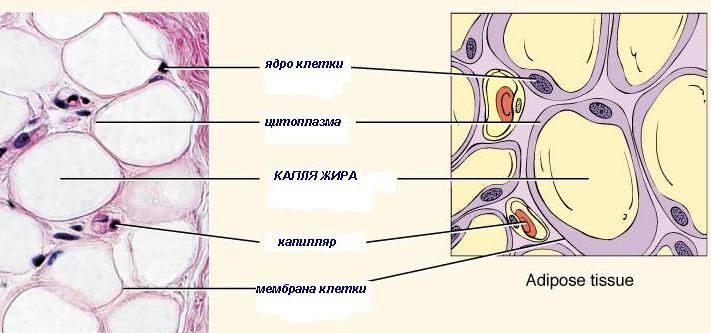 ядро клетки
цитоплазма
КАПЛЯ ЖИРА
капилляр
мембрана клетки
Adipose tissue